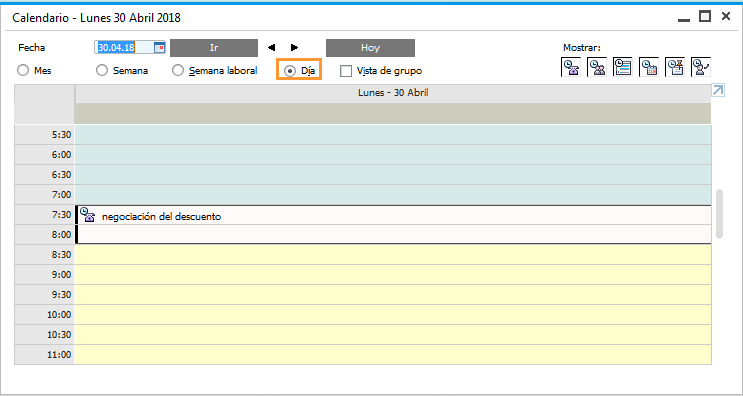 Calendario - Lunes 30 Abril 2018
Fecha 30.04.18 Ir Hoy Mostrar:
Mes Semana Semana laboral Día Vista de grupo
Lunes - 30 Abril
5:30
6:00
6:30
7:00
7:30 negociación del descuento
8:00
8:30
9:00
9:30
10:00
10:30
11:00